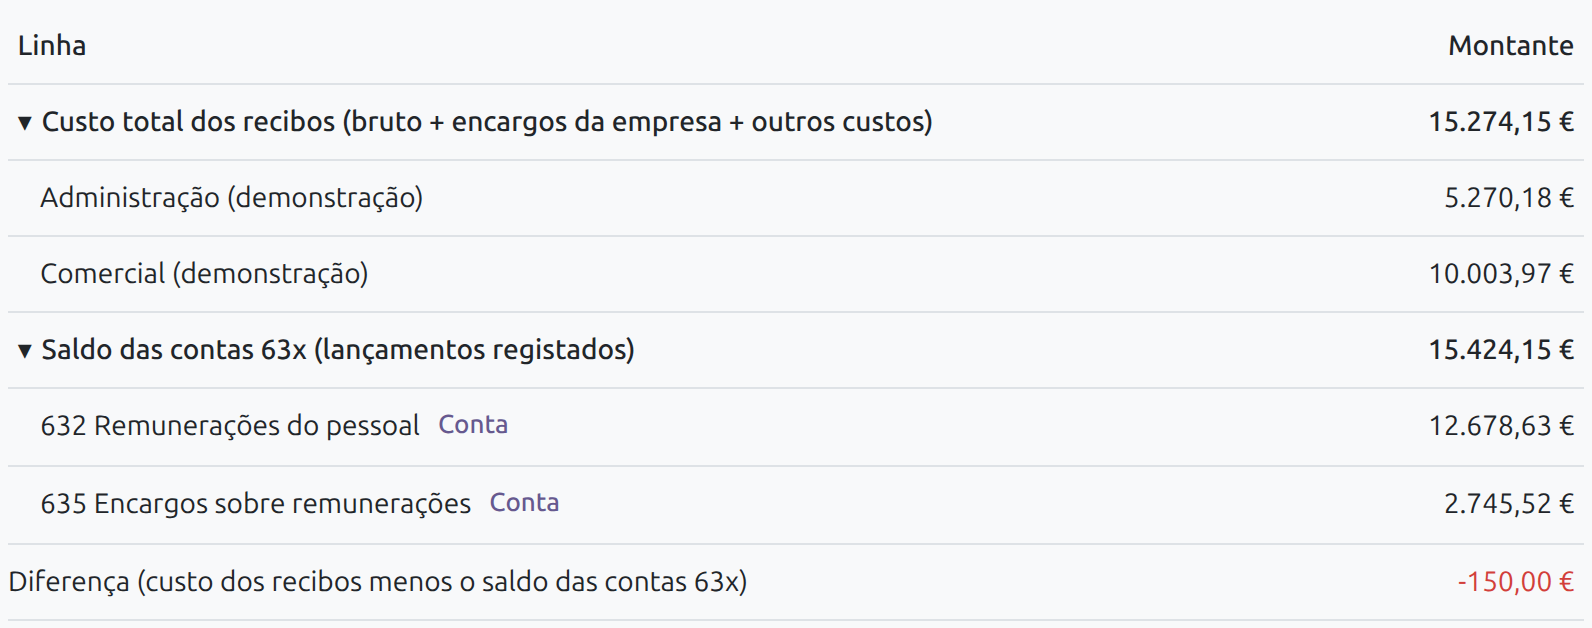 Linha Montante
▼ Custo total dos recibos (bruto + encargos da empresa + outros custos) 15.274,15 €
Administração (demonstração) 5.270,18 €
Comercial (demonstração) 10.003,97 €
▼ Saldo das contas 63x (lançamentos registados) 15.424,15 €
632 Remunerações do pessoal Conta 12.678,63 €
635 Encargos sobre remunerações Conta 2.745,52 €
Diferença (custo dos recibos menos o saldo das contas 63x) -150,00 €